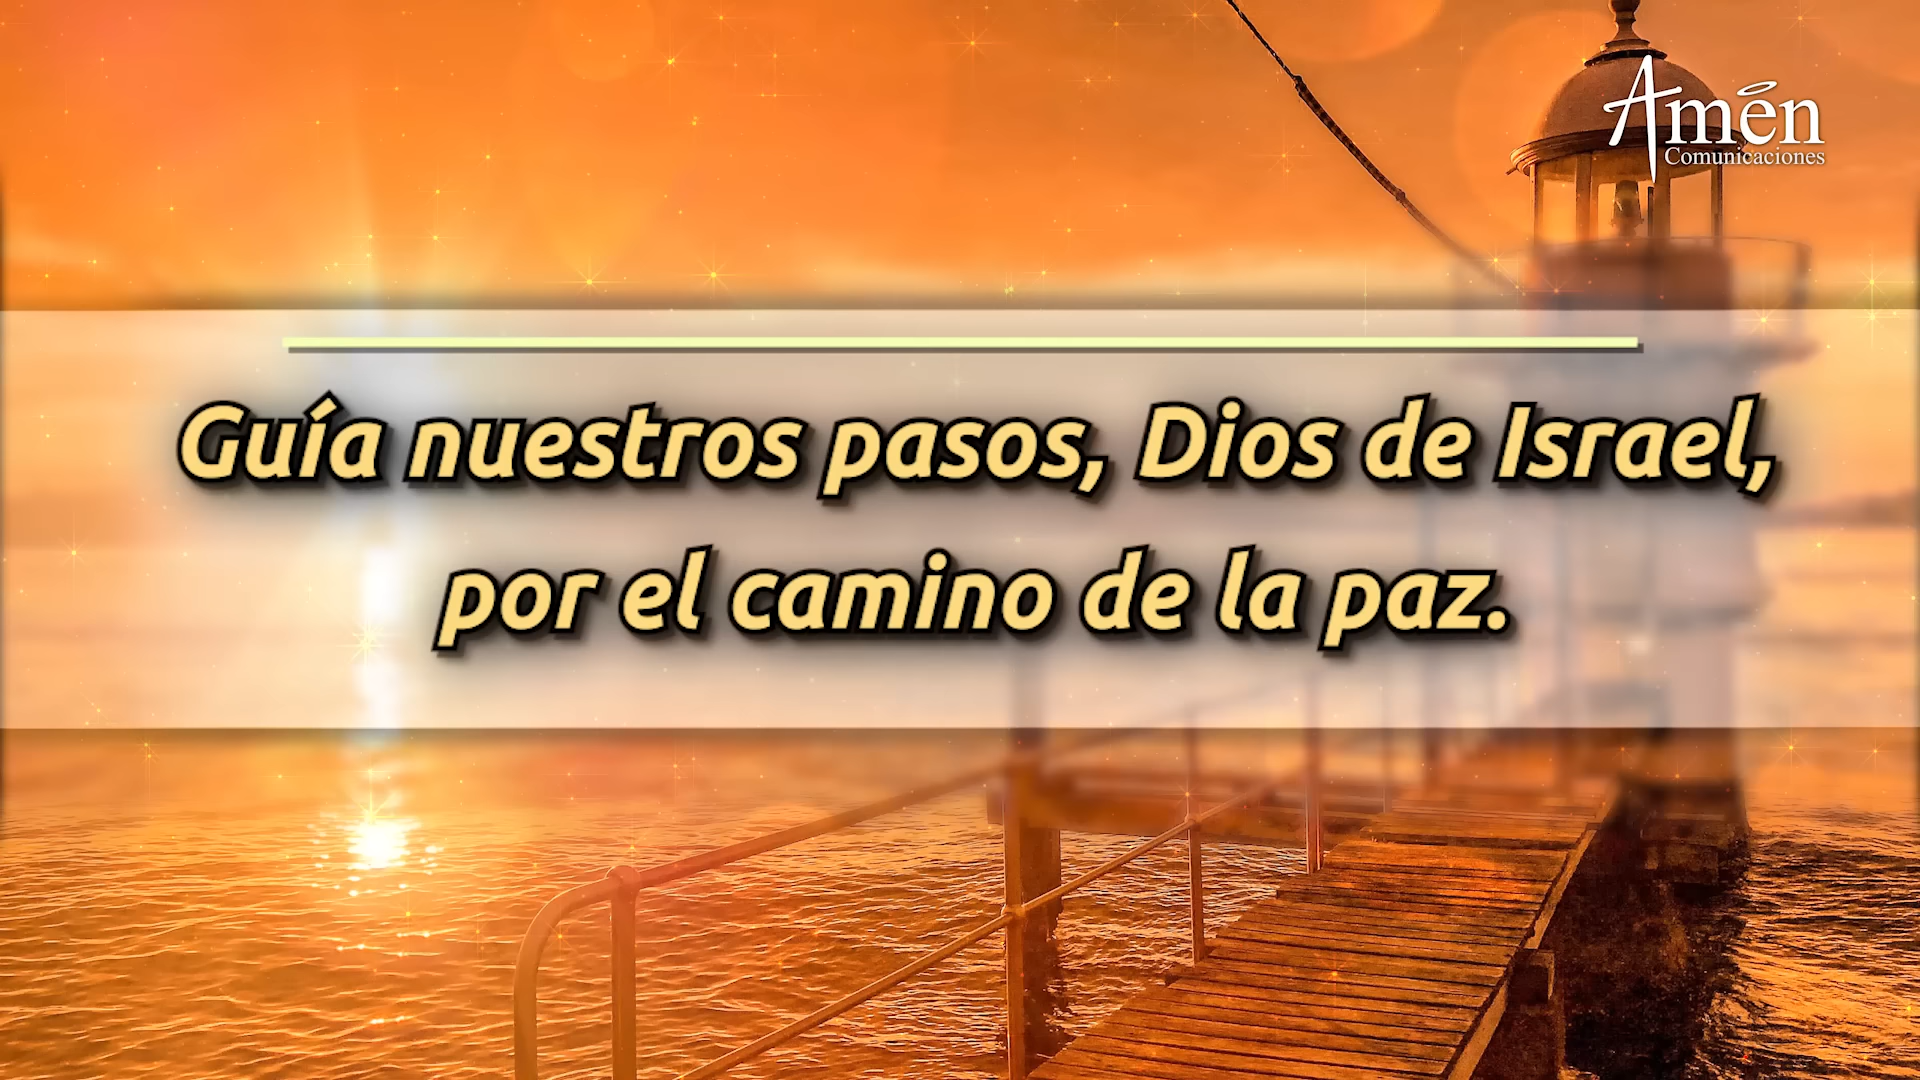 Amén
Comunicaciones
Guía nuestros pasos, Dios de Israel,
por el camino de la paz.